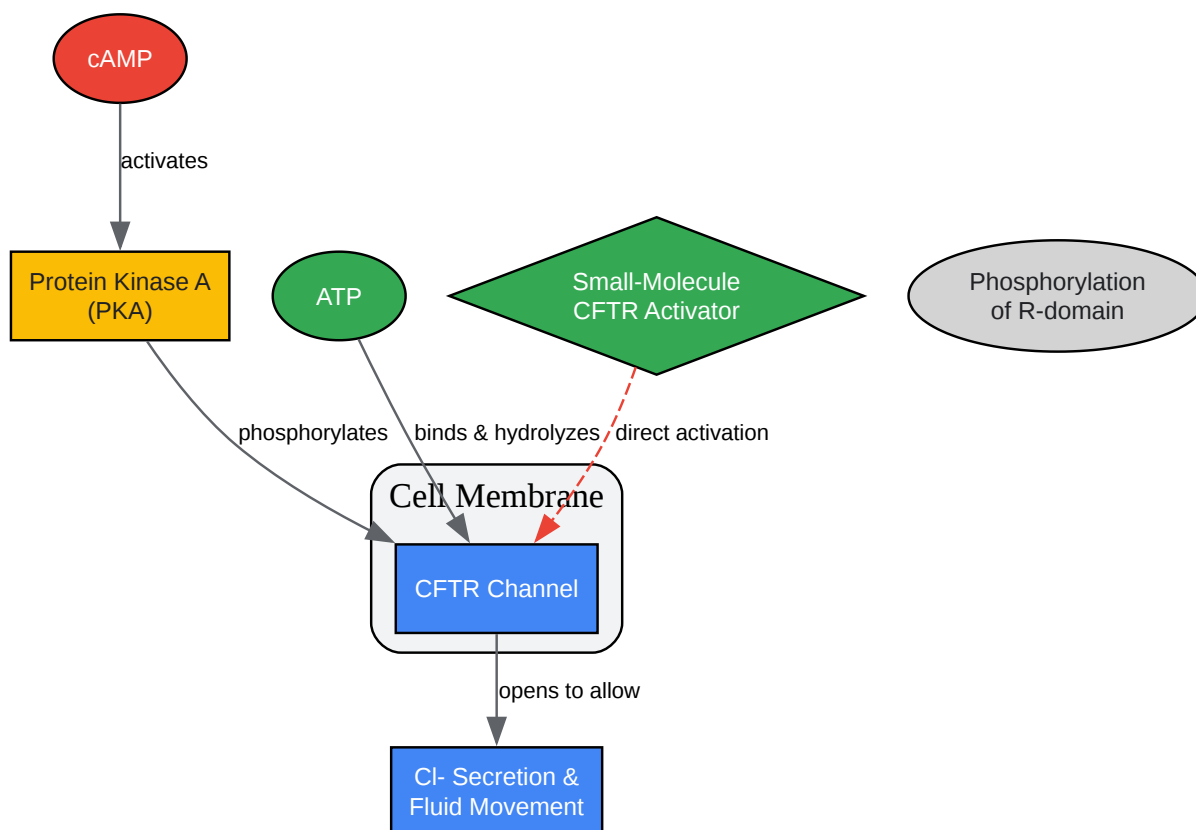 cAMP
activates
Protein Kinase A
(PKA)
ATP
Small-Molecule
CFTR Activator
Phosphorylation
of R-domain
phosphorylates
binds & hydrolyzes
direct activation
Cell Membrane
CFTR Channel
opens to allow
Cl- Secretion &
Fluid Movement